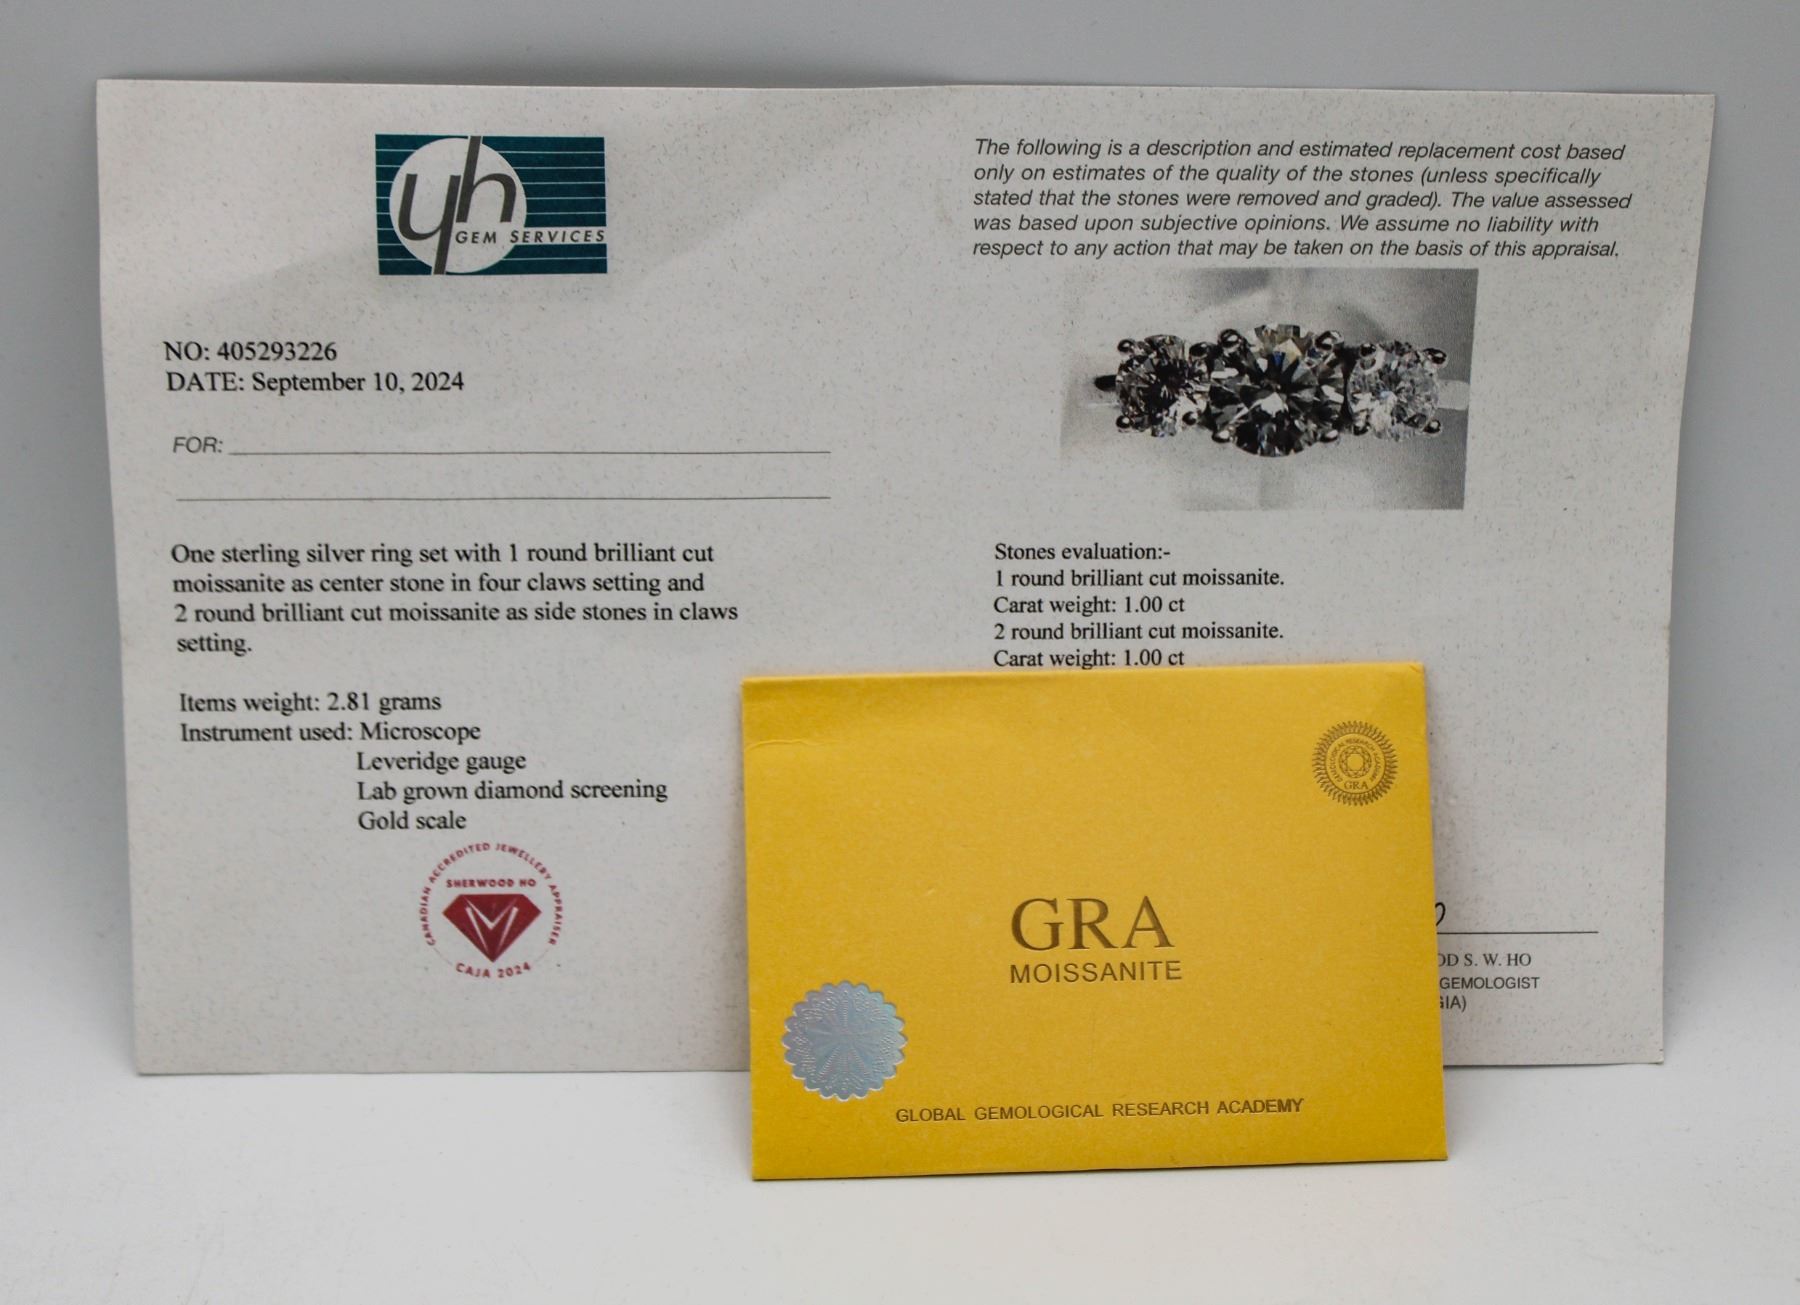 yh
GEM SERVICES
NO: 405293226
DATE: September 10, 2024
FOR:
One sterling silver ring set with 1 round brilliant cut
moissanite as center stone in four claws setting and
2 round brilliant cut moissanite as side stones in claws
setting.
Items weight: 2.81 grams
Instrument used: Microscope
Leveridge gauge
Lab grown diamond screening
Gold scale
CANADIAN ACCREDITED JEWELLERY APPRAISER
SHERWOOD HO
CAJA 2024
The following is a description and estimated replacement cost based
only on estimates of the quality of the stones (unless specifically
stated that the stones were removed and graded). The value assessed
was based upon subjective opinions. We assume no liability with
respect to any action that may be taken on the basis of this appraisal.
Stones evaluation:-
1 round brilliant cut moissanite.
Carat weight: 1.00 ct
2 round brilliant cut moissanite.
Carat weight: 1.00 ct
S. W. HO
GEMOLOGIST
GEMOLOGICAL RESEARCH ACADEMY
GRA
GRA
MOISSANITE
GLOBAL GEMOLOGICAL RESEARCH ACADEMY